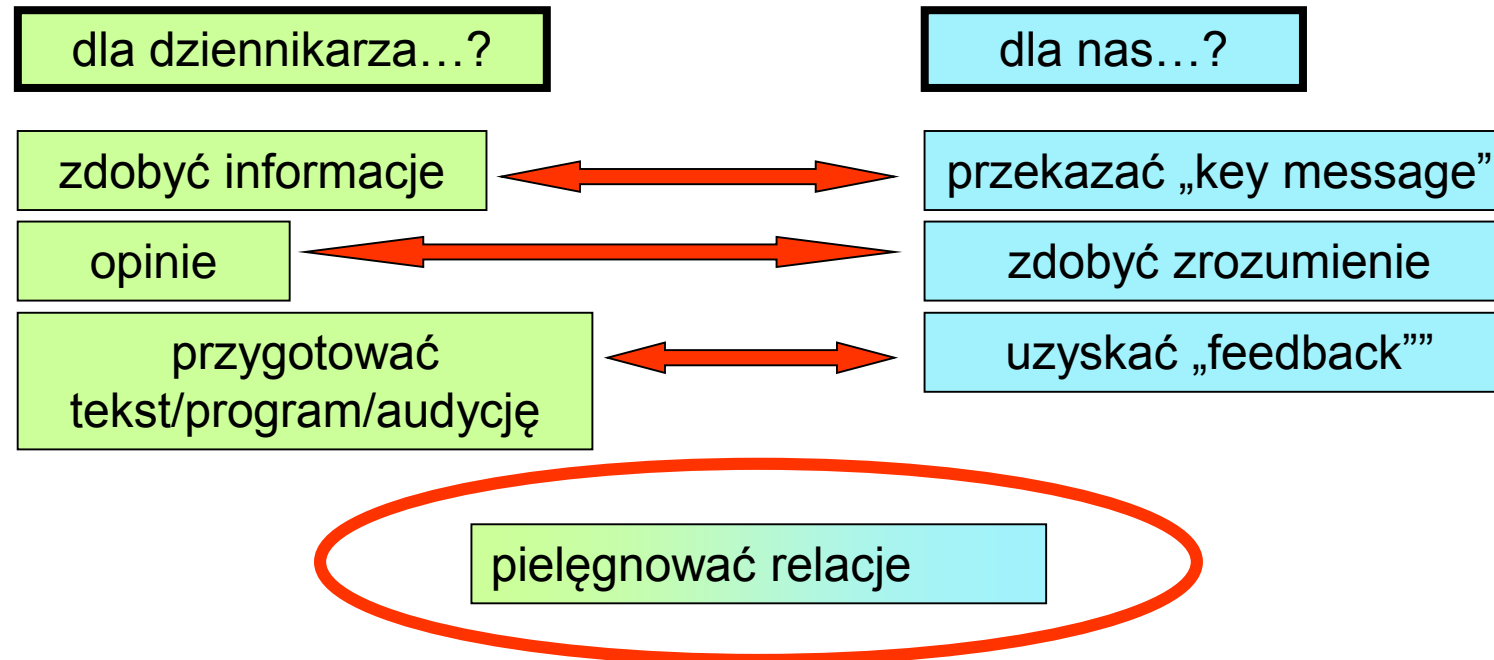 dla dziennikarza…?
dla nas…?
zdobyć informacje
przekazać „key message”
opinie
zdobyć zrozumienie
przygotować
tekst/program/audycję
uzyskać „feedback””
pielęgnować relacje